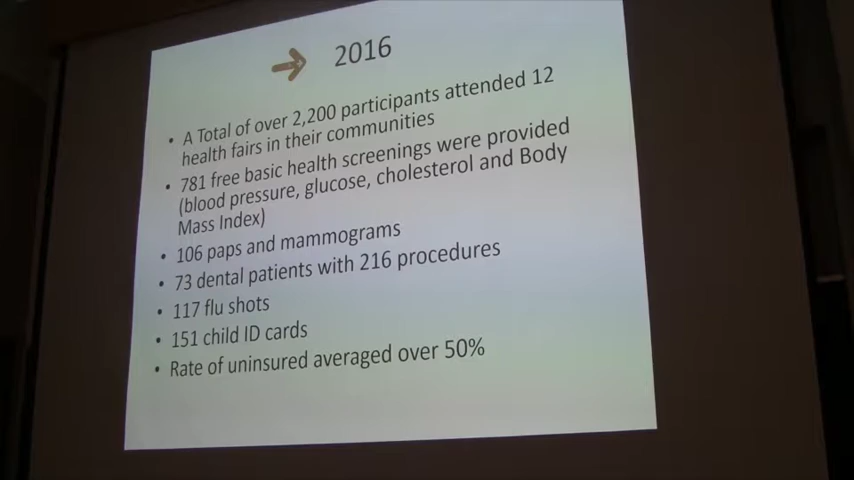 2016
• A Total of over 2,200 participants attended 12
health fairs in their communities
• 781 free basic health screenings were provided
(blood pressure, glucose, cholesterol and Body
Mass Index)
• 106 paps and mammograms
• 73 dental patients with 216 procedures
• 117 flu shots
• 151 child ID cards
• Rate of uninsured averaged over 50%